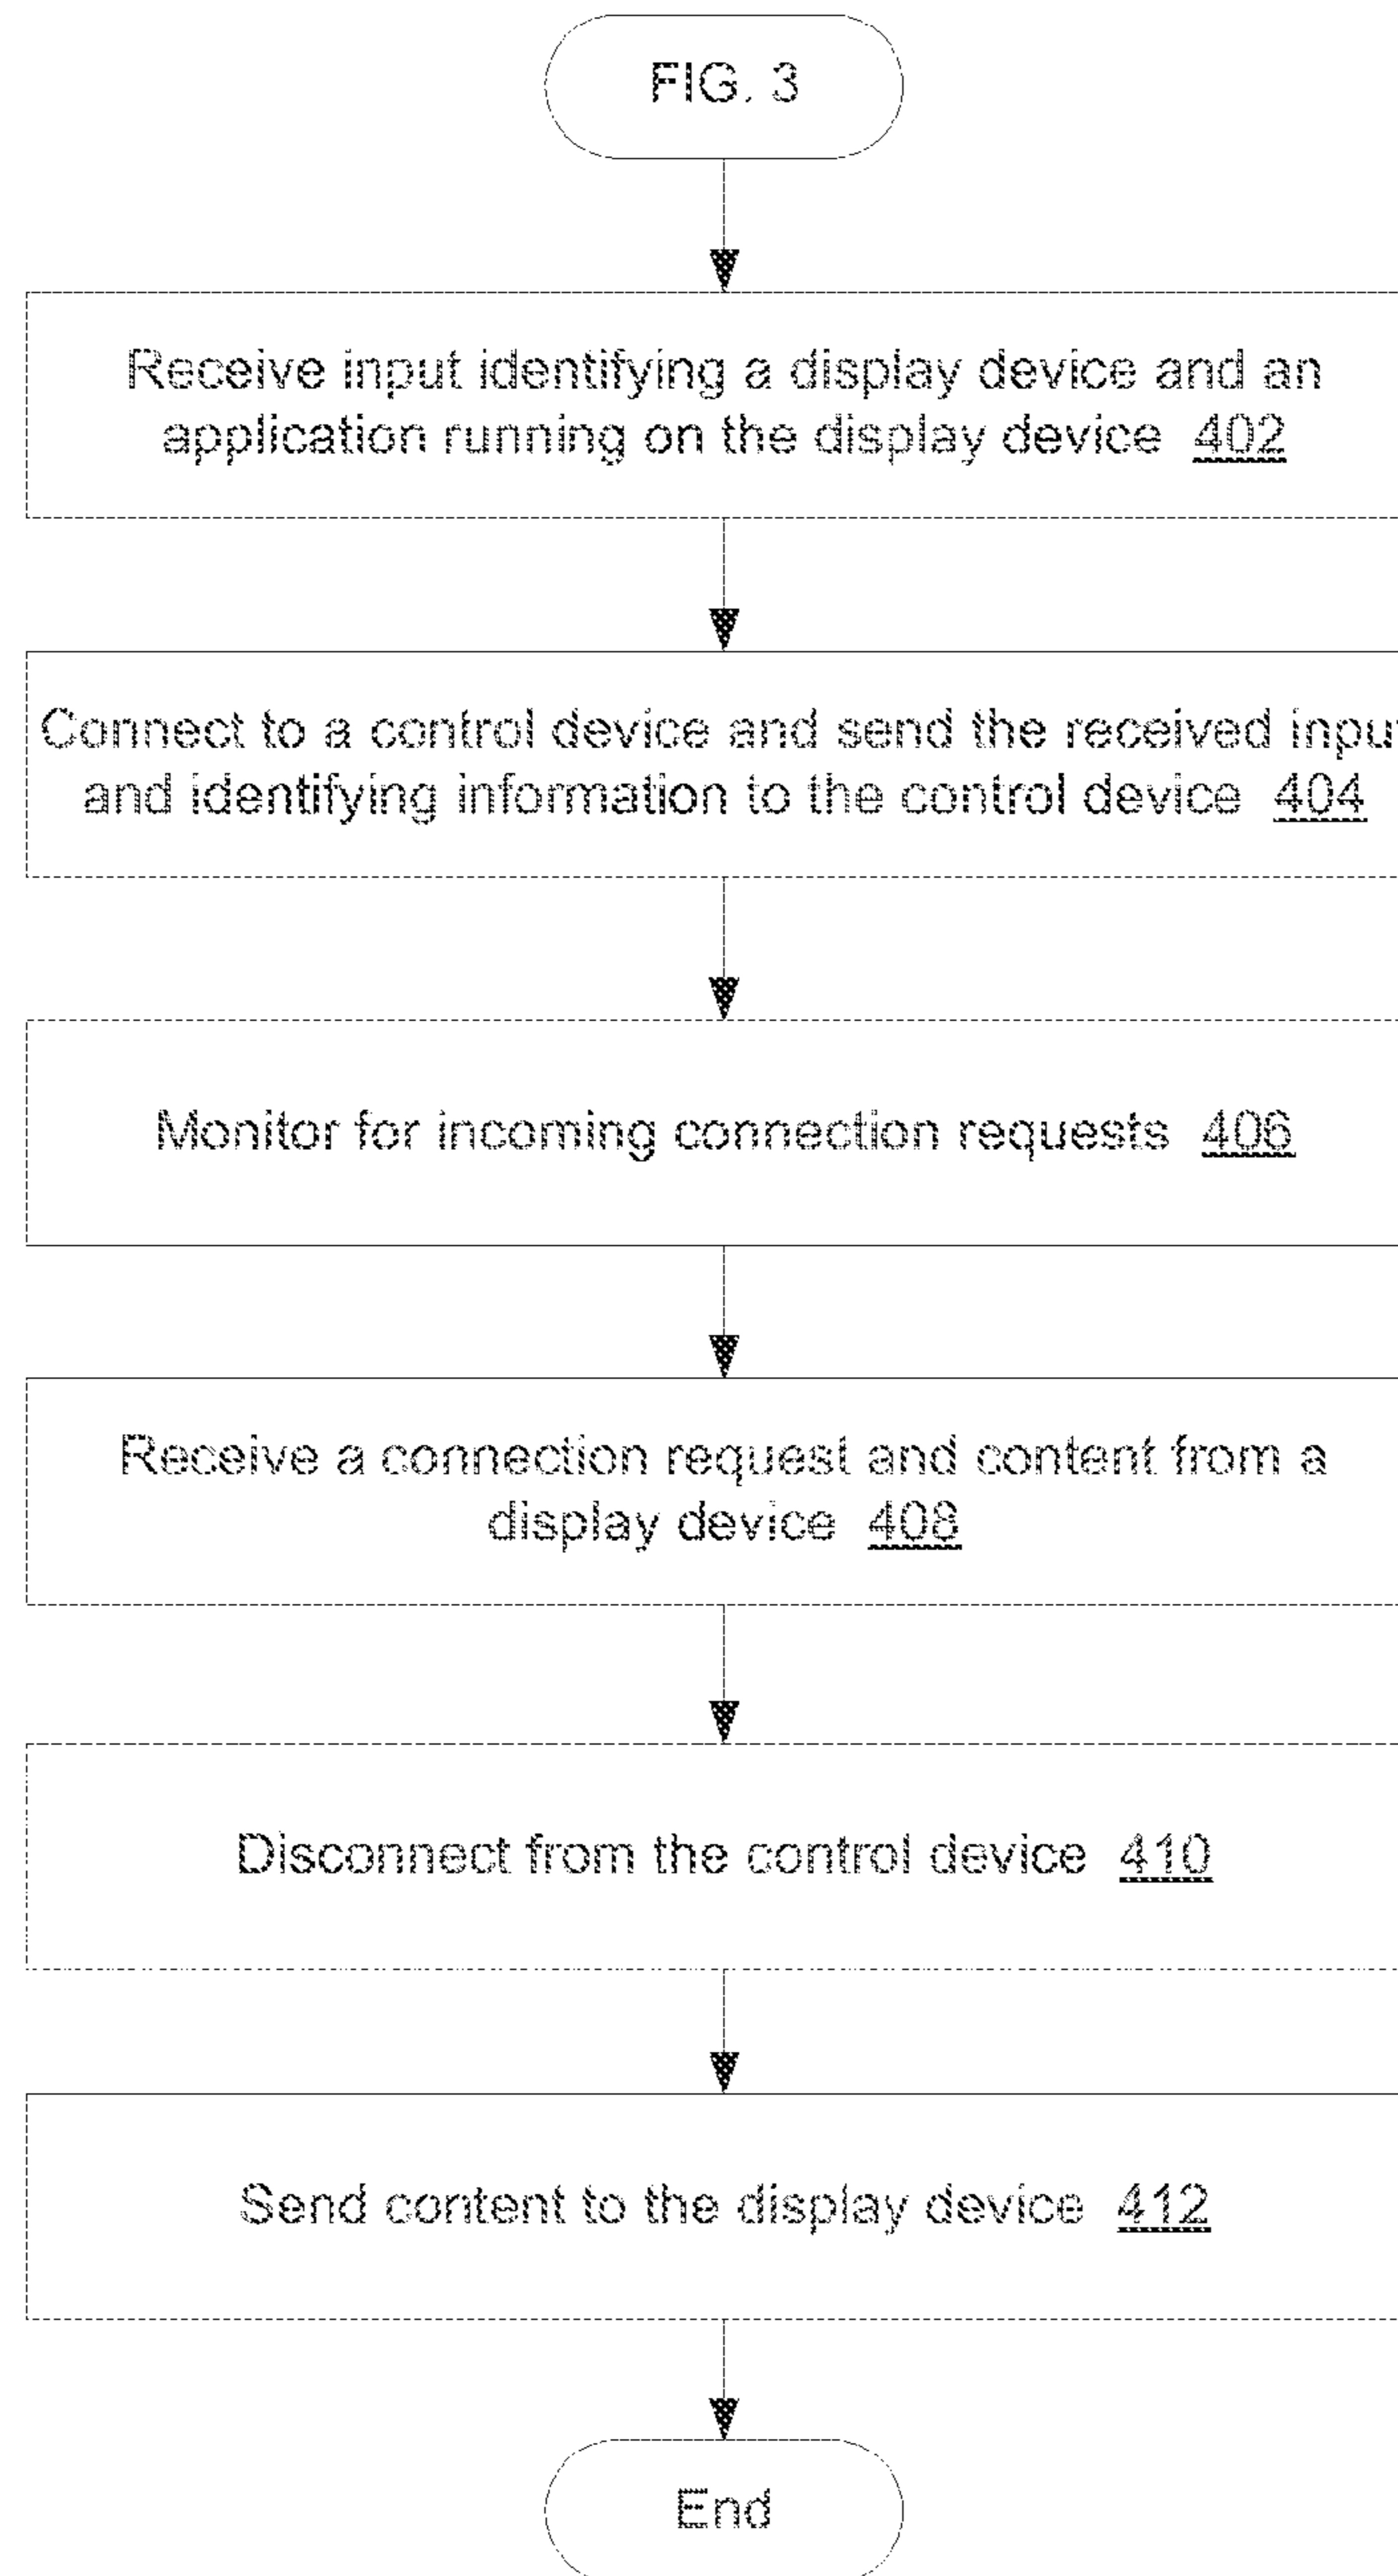 FIG. 3
Receive input identifying a display device and an
application running on the display device 402
Connect to a control device and send the received input
and identifying information to the control device 404
Monitor for incoming connection requests 406
Receive a connection request and content from a
display device 408
Disconnect from the control device 410
Send content to the display device 412
End